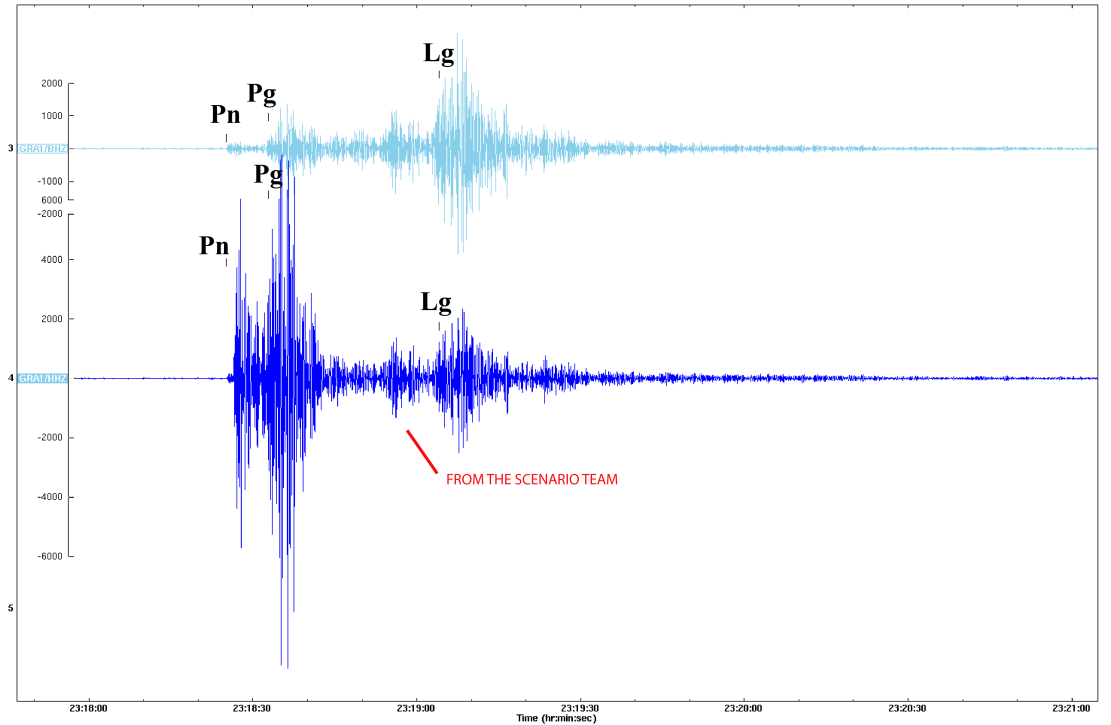 Lg
Pg
Pn
2000
1000
3
GRA1/BHZ
-1000
6000
-2000
Pg
Pn
4000
Lg
2000
4
GRA1/HHZ
-2000
FROM THE SCENARIO TEAM
-4000
-6000
5
23:18:00 23:18:30 23:19:00 23:19:30 23:20:00 23:20:30 23:21:00
Time (hr:min:sec)